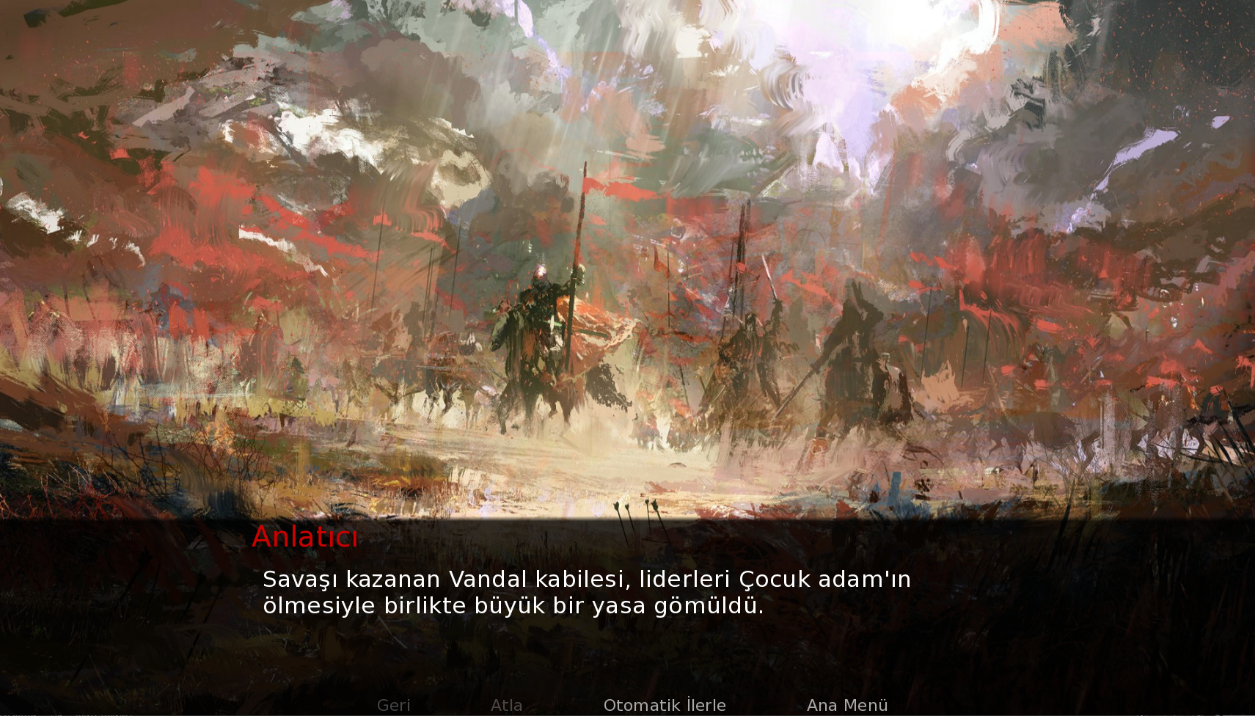 Anlatıcı
Savaşı kazanan Vandal kabilesi, liderleri Çocuk adam'ın
ölmesiyle birlikte büyük bir yasa gömüldü.
Geri Atla Otomatik İlerle Ana Menü